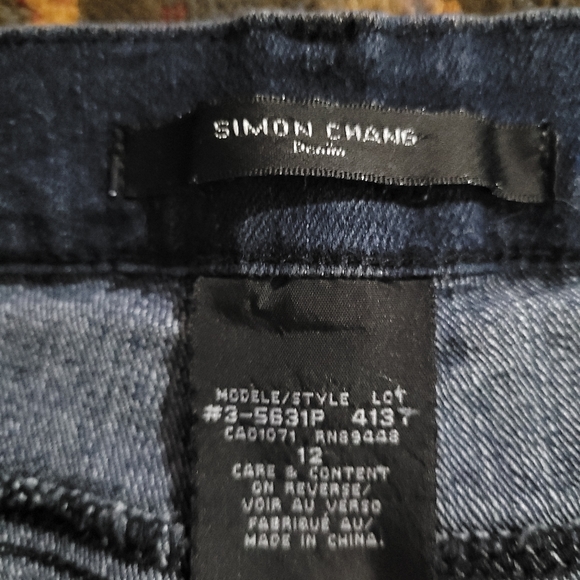 SIMON CHANG
Denim
MODELE/STYLE LOT
#3-5631P 4137
CA01071 RN89448
12
CARE & CONTENT
ON REVERSE/
VOIR AU VERSO
FABRIQUÉ AU/
MADE IN CHINA.